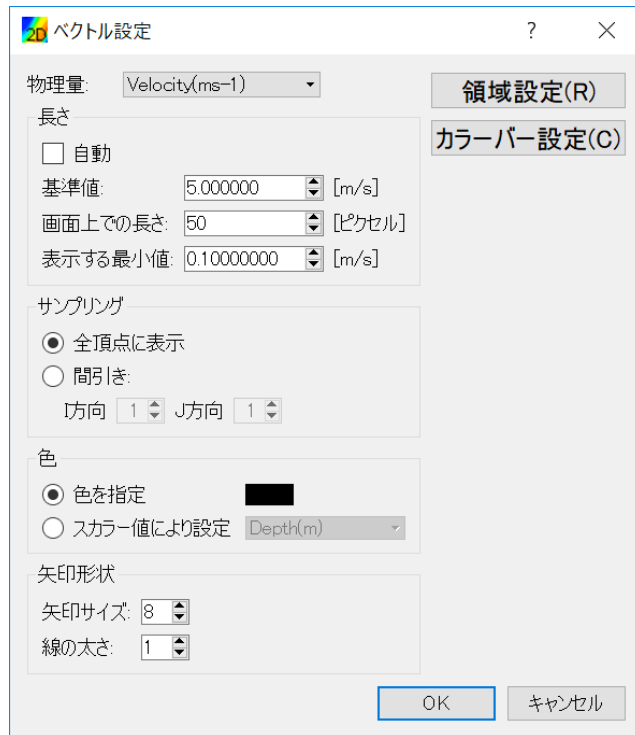 2D ベクトル設定 ?
物理量: Velocity(ms-1)
領域設定(R)
カラーバー設定(C)
長さ
自動
基準値: 5.000000 [m/s]
画面上での長さ: 50 [ピクセル]
表示する最小値: 0.10000000 [m/s]
サンプリング
全頂点に表示
間引き:
I方向 1 J方向 1
色
色を指定
スカラー値により設定 Depth(m)
矢印形状
矢印サイズ: 8
線の太さ: 1
OK キャンセル